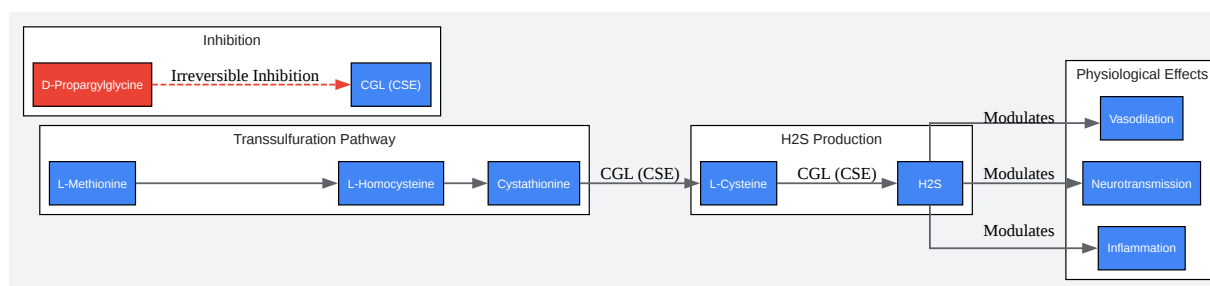 Inhibition
D-Propargylglycine
Irreversible Inhibition
CGL (CSE)
Transsulfuration Pathway
L-Methionine
L-Homocysteine
Cystathionine
CGL (CSE)
H2S Production
L-Cysteine
CGL (CSE)
H2S
Modulates
Modulates
Modulates
Physiological Effects
Vasodilation
Neurotransmission
Inflammation